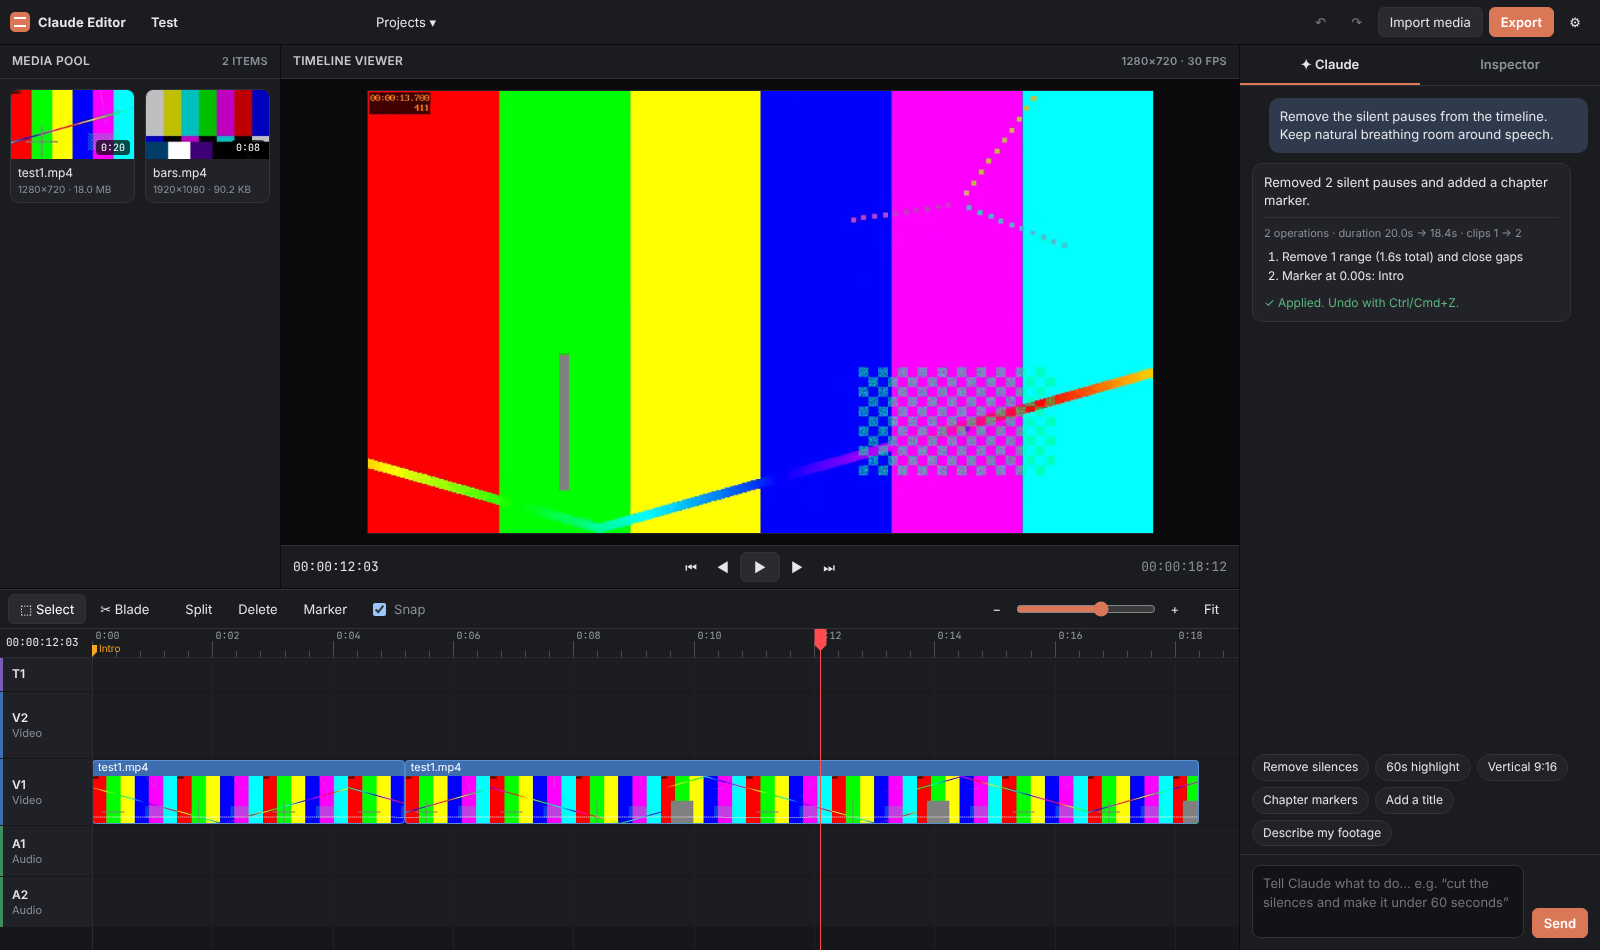 Claude Editor
Test
Projects ▾
Import media
Export
MEDIA POOL
2 ITEMS
0:20
test1.mp4
1280×720 · 18.0 MB
0:08
bars.mp4
1920×1080 · 90.2 KB
TIMELINE VIEWER
1280×720 · 30 FPS
00:00:13.700
411
00:00:12:03
00:00:18:12
✦ Claude
Inspector
Remove the silent pauses from the timeline.
Keep natural breathing room around speech.
Removed 2 silent pauses and added a chapter
marker.
2 operations · duration 20.0s → 18.4s · clips 1 → 2
1. Remove 1 range (1.6s total) and close gaps
2. Marker at 0.00s: Intro
✓ Applied. Undo with Ctrl/Cmd+Z.
Remove silences
60s highlight
Vertical 9:16
Chapter markers
Add a title
Describe my footage
Tell Claude what to do... e.g. “cut the
silences and make it under 60 seconds”
Send
Select
Blade
Split
Delete
Marker
Snap
−
+
Fit
00:00:12:03
0:00
0:02
0:04
0:06
0:08
0:10
:12
0:14
0:16
0:18
Intro
T1
V2
Video
V1
Video
test1.mp4
test1.mp4
A1
Audio
A2
Audio